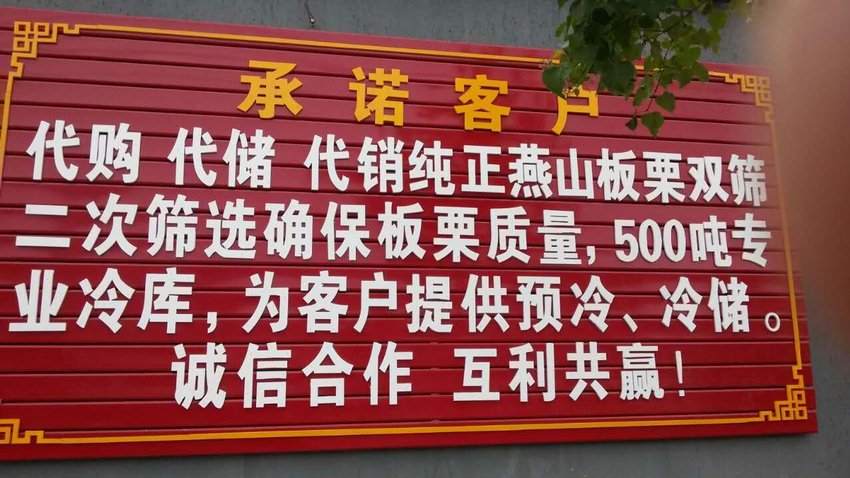 承诺客户
代购 代储 代销纯正燕山板栗双筛
二次筛选确保板栗质量,500吨专
业冷库,为客户提供预冷、冷储。
诚信合作 互利共赢!